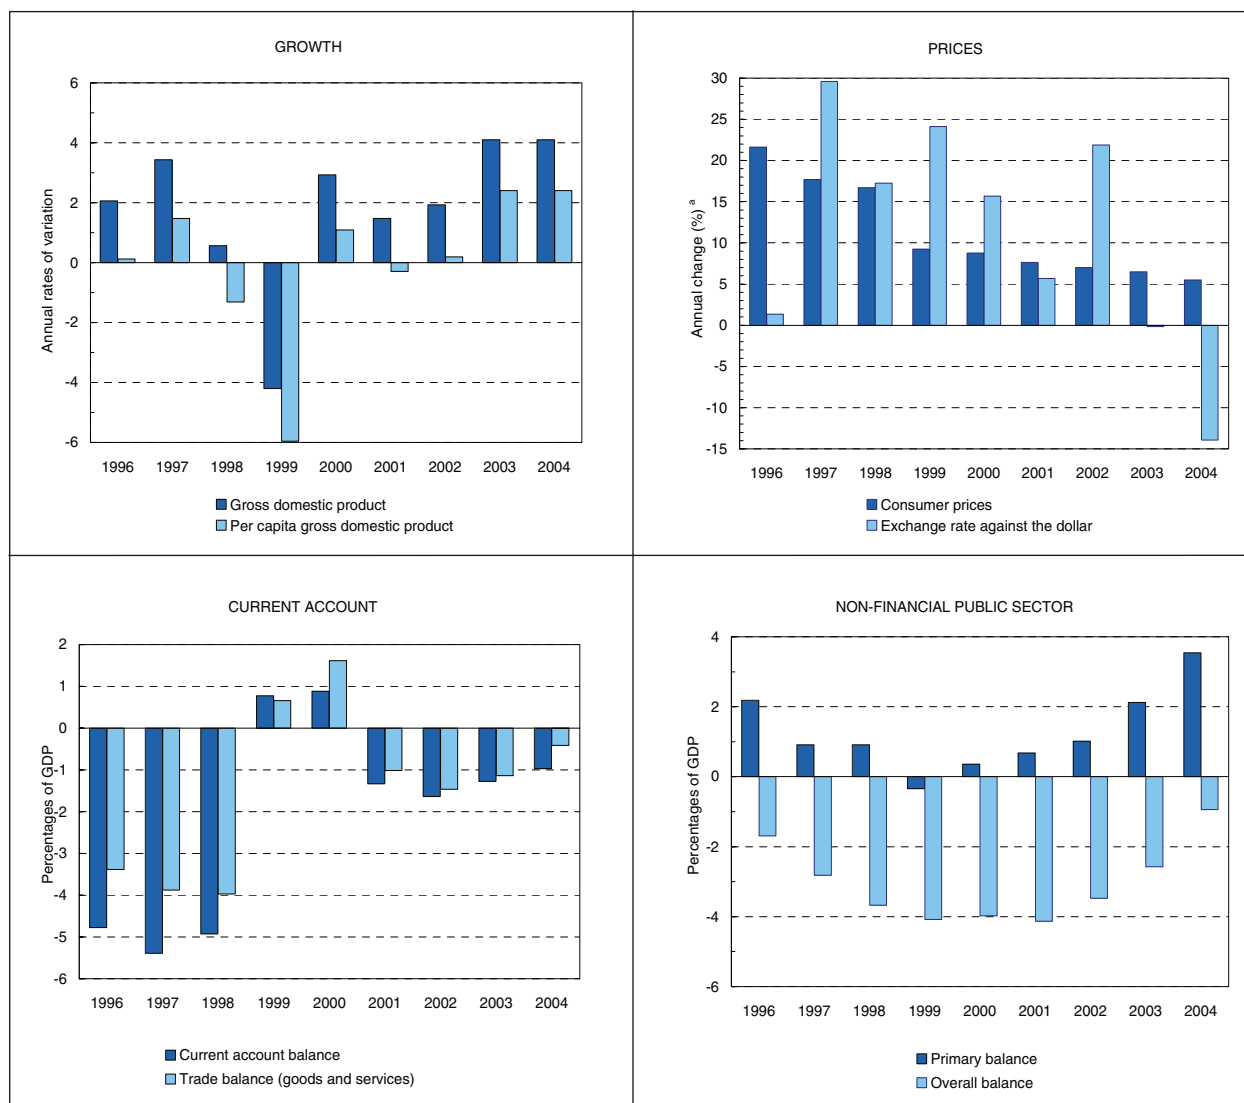 GROWTH
Annual rates of variation
6
4
2
0
-2
-4
-6
1996 1997 1998 1999 2000 2001 2002 2003 2004
Gross domestic product
Per capita gross domestic product
PRICES
Annual change (%) a
30
25
20
15
10
5
0
-5
-10
-15
1996 1997 1998 1999 2000 2001 2002 2003 2004
Consumer prices
Exchange rate against the dollar
CURRENT ACCOUNT
Percentages of GDP
2
1
0
-1
-2
-3
-4
-5
-6
1996 1997 1998 1999 2000 2001 2002 2003 2004
Current account balance
Trade balance (goods and services)
NON-FINANCIAL PUBLIC SECTOR
Percentages of GDP
4
2
0
-2
-4
-6
1996 1997 1998 1999 2000 2001 2002 2003 2004
Primary balance
Overall balance